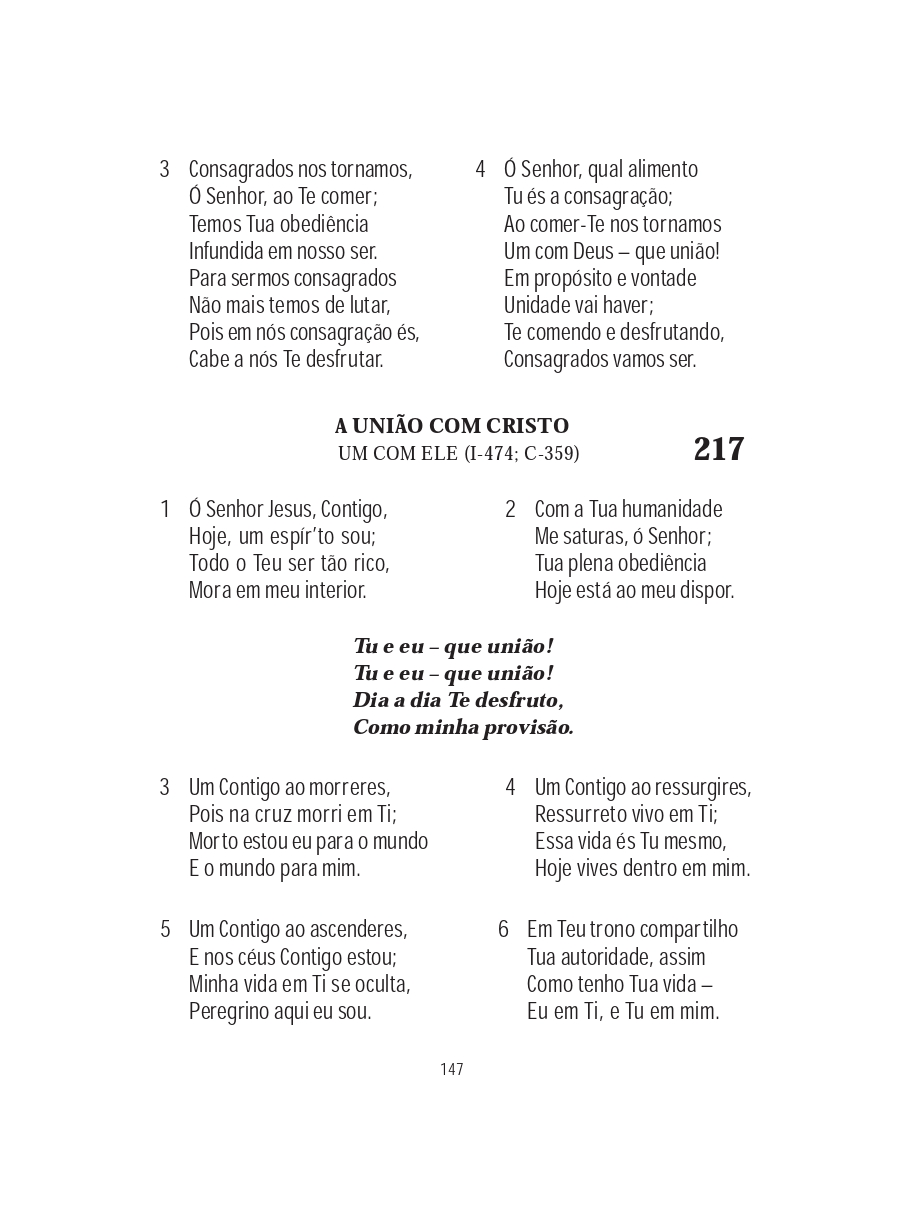 3 Consagrados nos tornamos,
Ó Senhor, ao Te comer;
Temos Tua obediência
Infundida em nosso ser.
Para sermos consagrados
Não mais temos de lutar,
Pois em nós consagração és,
Cabe a nós Te desfrutar.
4 Ó Senhor, qual alimento
Tu és a consagração;
Ao comer-Te nos tornamos
Um com Deus – que união!
Em propósito e vontade
Unidade vai haver;
Te comendo e desfrutando,
Consagrados vamos ser.
A UNIÃO COM CRISTO
UM COM ELE (I-474; C-359)
217
1 Ó Senhor Jesus, Contigo,
Hoje, um espír’to sou;
Todo o Teu ser tão rico,
Mora em meu interior.
2 Com a Tua humanidade
Me saturas, ó Senhor;
Tua plena obediência
Hoje está ao meu dispor.
Tu e eu – que união!
Tu e eu – que união!
Dia a dia Te desfruto,
Como minha provisão.
3 Um Contigo ao morreres,
Pois na cruz morri em Ti;
Morto estou eu para o mundo
E o mundo para mim.
4 Um Contigo ao ressurgires,
Ressurreto vivo em Ti;
Essa vida és Tu mesmo,
Hoje vives dentro em mim.
5 Um Contigo ao ascenderes,
E nos céus Contigo estou;
Minha vida em Ti se oculta,
Peregrino aqui eu sou.
6 Em Teu trono compartilho
Tua autoridade, assim
Como tenho Tua vida –
Eu em Ti, e Tu em mim.
147